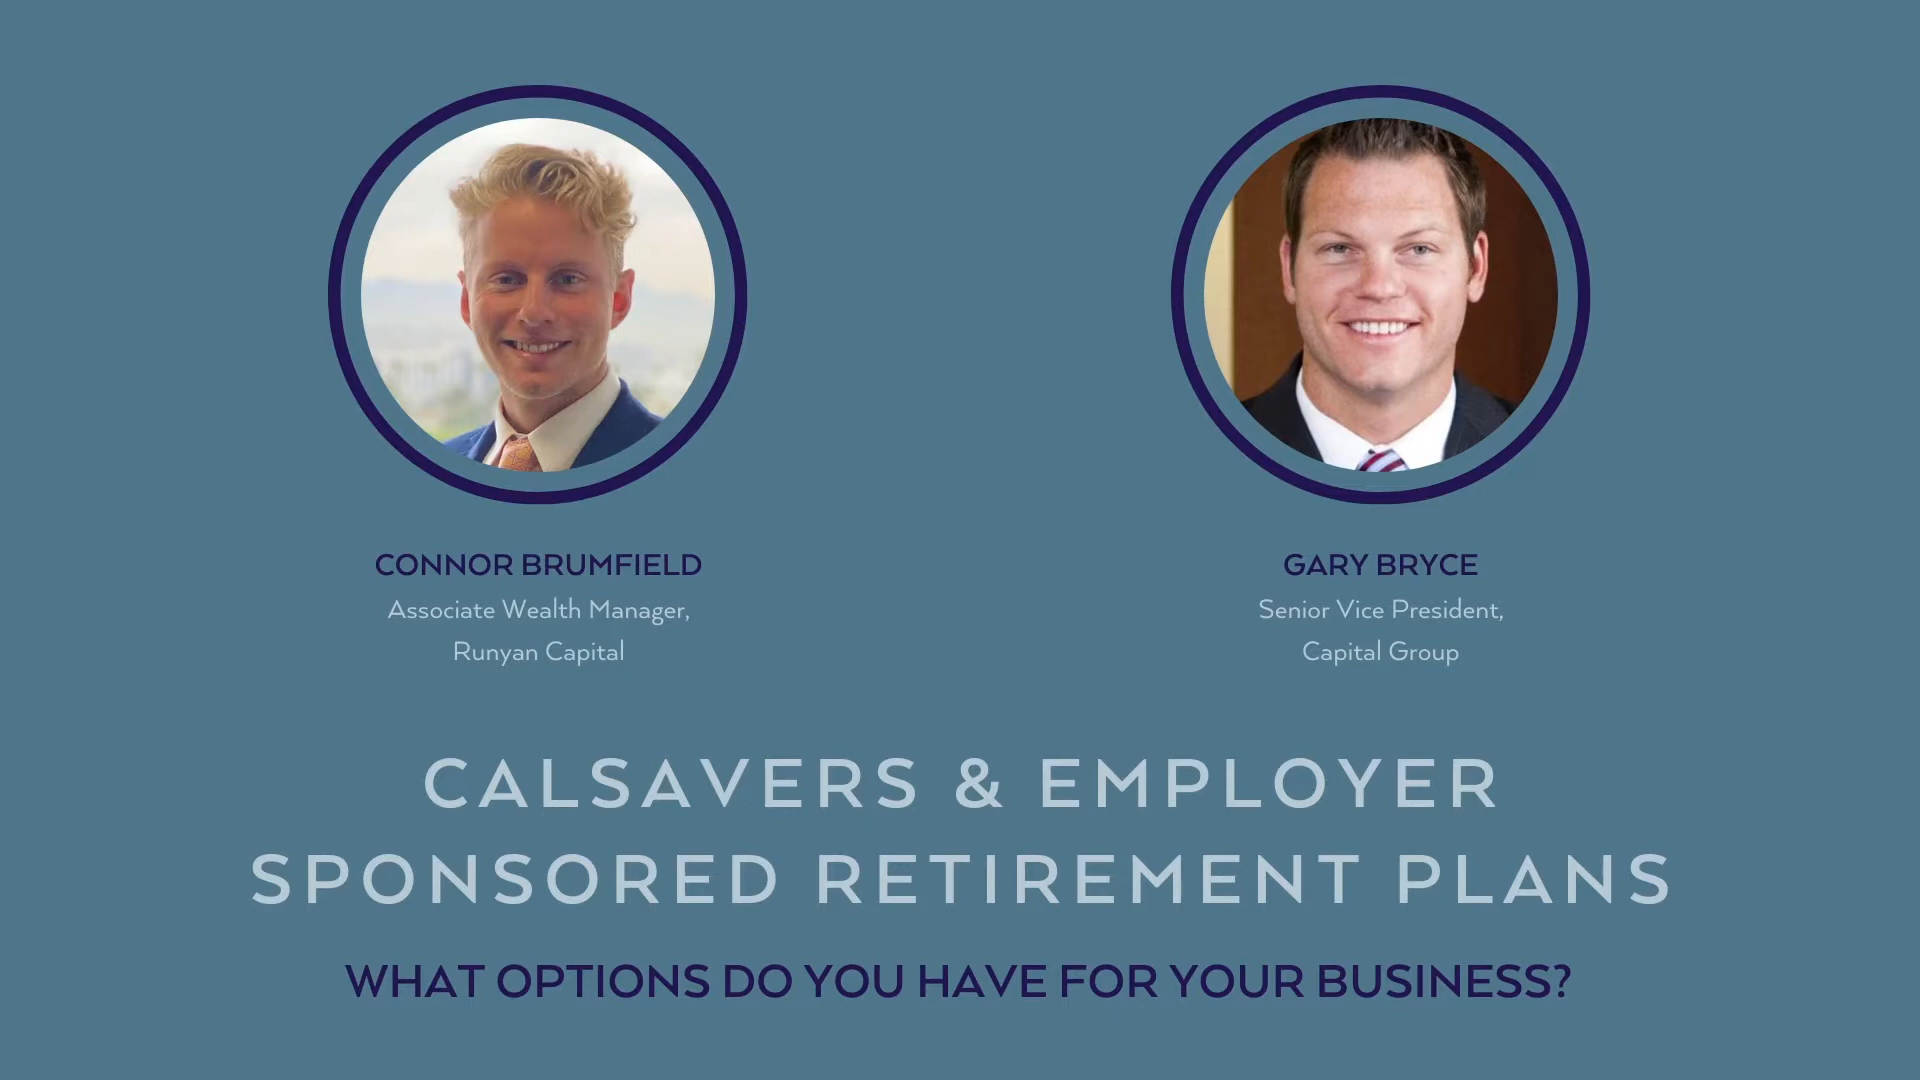 CONNOR BRUMFIELD
Associate Wealth Manager,
Runyan Capital
GARY BRYCE
Senior Vice President,
Capital Group
CALSAVERS & EMPLOYER
SPONSORED RETIREMENT PLANS
WHAT OPTIONS DO YOU HAVE FOR YOUR BUSINESS?